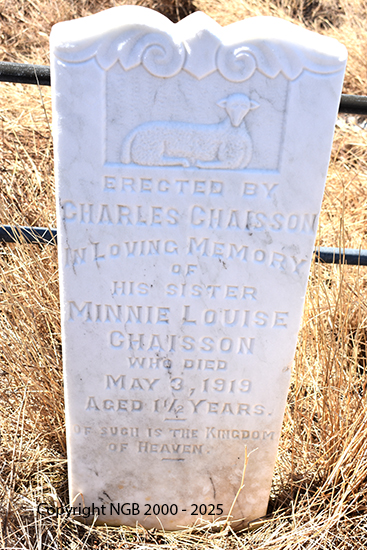 ERECTED BY
CHARLES CHAISSON
IN LOVING MEMORY
OF
HIS SISTER
MINNIE LOUISE
CHAISSON
WHO DIED
MAY 3, 1919
AGED 1½ YEARS.
OF SUCH IS THE KINGDOM
OF HEAVEN.
Copyright NGB 2000 - 2025